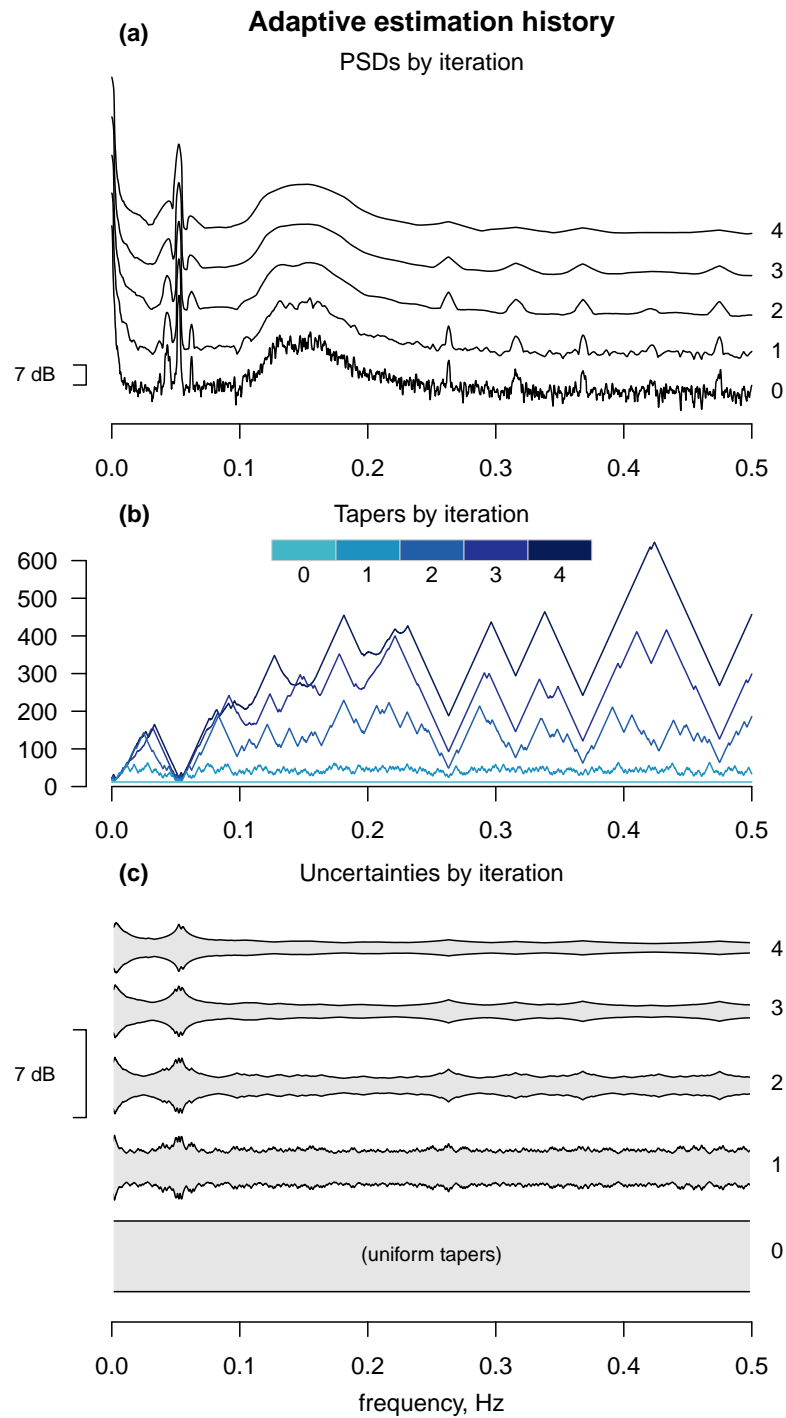 Adaptive estimation history
(a)
PSDs by iteration
4
3
2
1
0
7 dB
0.0 0.1 0.2 0.3 0.4 0.5
(b)
Tapers by iteration
0 1 2 3 4
600
500
400
300
200
100
0
0.0 0.1 0.2 0.3 0.4 0.5
(c)
Uncertainties by iteration
4
3
7 dB
2
1
(uniform tapers)
0
0.0 0.1 0.2 0.3 0.4 0.5
frequency, Hz